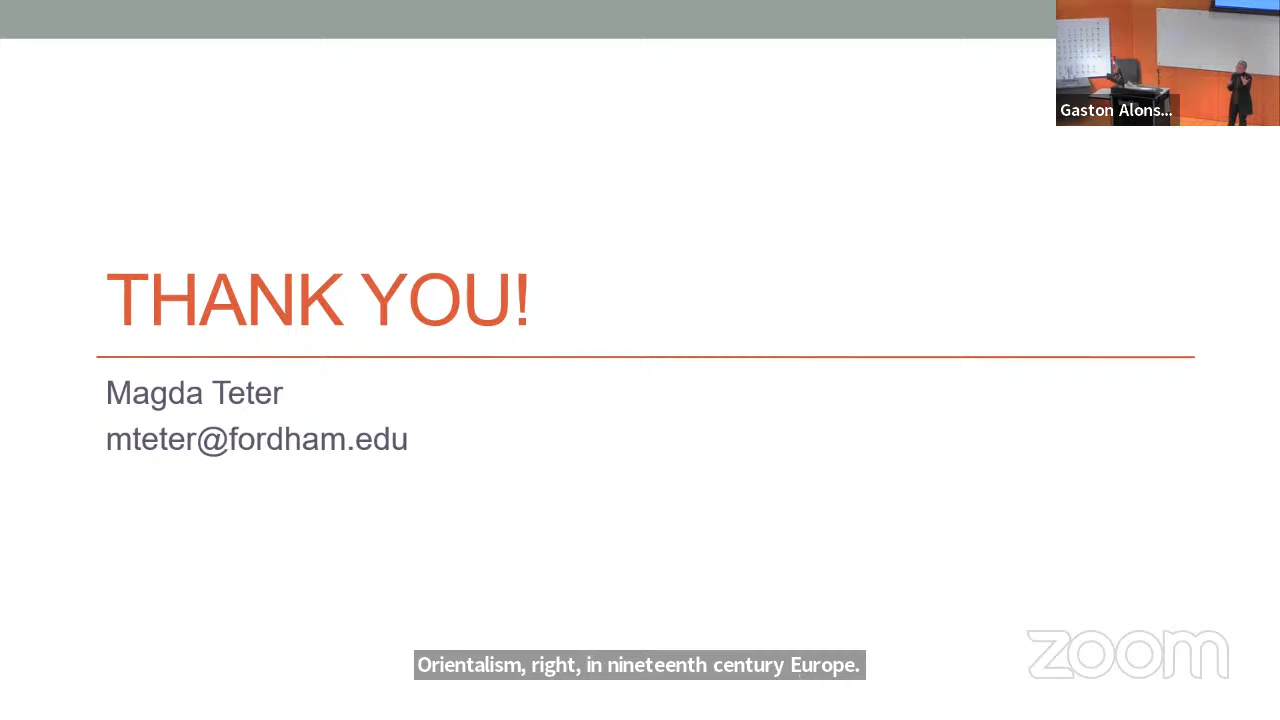 Gaston Alons...
THANK YOU!
Magda Teter
mteter@fordham.edu
Orientalism, right, in nineteenth century Europe.
zoom